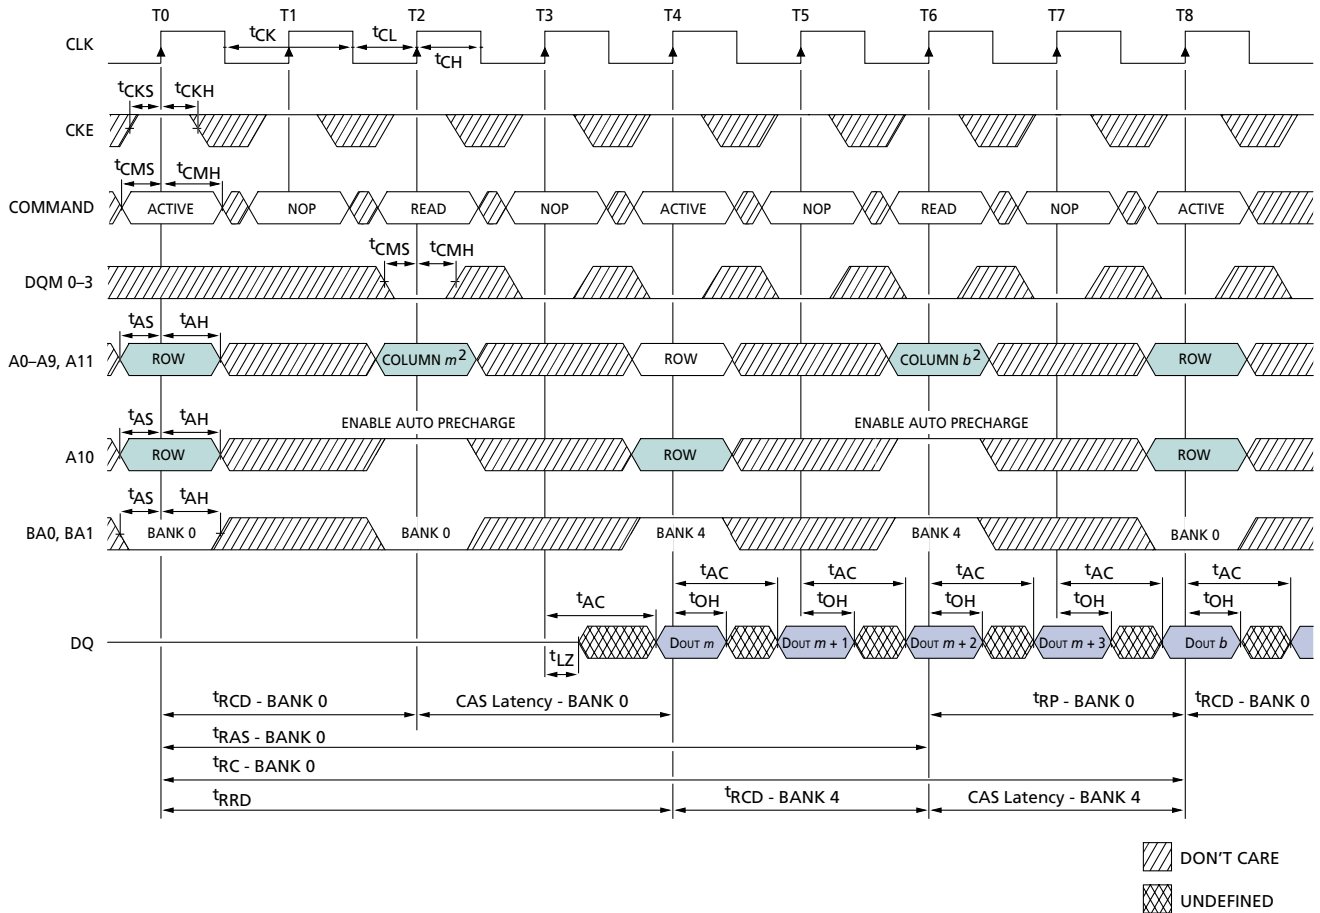 T0 T1 T2 T3 T4 T5 T6 T7 T8
CLK tCK tCL tCH
tCKS tCKH
CKE
tCMS tCMH
COMMAND ACTIVE NOP READ NOP ACTIVE NOP READ NOP ACTIVE
tCMS tCMH
DQM 0–3
tAS tAH
A0–A9, A11 ROW COLUMN m2 ROW COLUMN b2 ROW
tAS tAH ENABLE AUTO PRECHARGE ENABLE AUTO PRECHARGE
A10 ROW ROW ROW
tAS tAH
BA0, BA1 BANK 0 BANK 0 BANK 4 BANK 4 BANK 0
tAC tAC tAC tAC tAC tAC
tOH tOH tOH tOH tOH
DQ DOUT m DOUT m + 1 DOUT m + 2 DOUT m + 3 DOUT b
tLZ
tRCD - BANK 0 CAS Latency - BANK 0 tRP - BANK 0 tRCD - BANK 0
tRAS - BANK 0
tRC - BANK 0
tRRD tRCD - BANK 4 CAS Latency - BANK 4
DON'T CARE
UNDEFINED